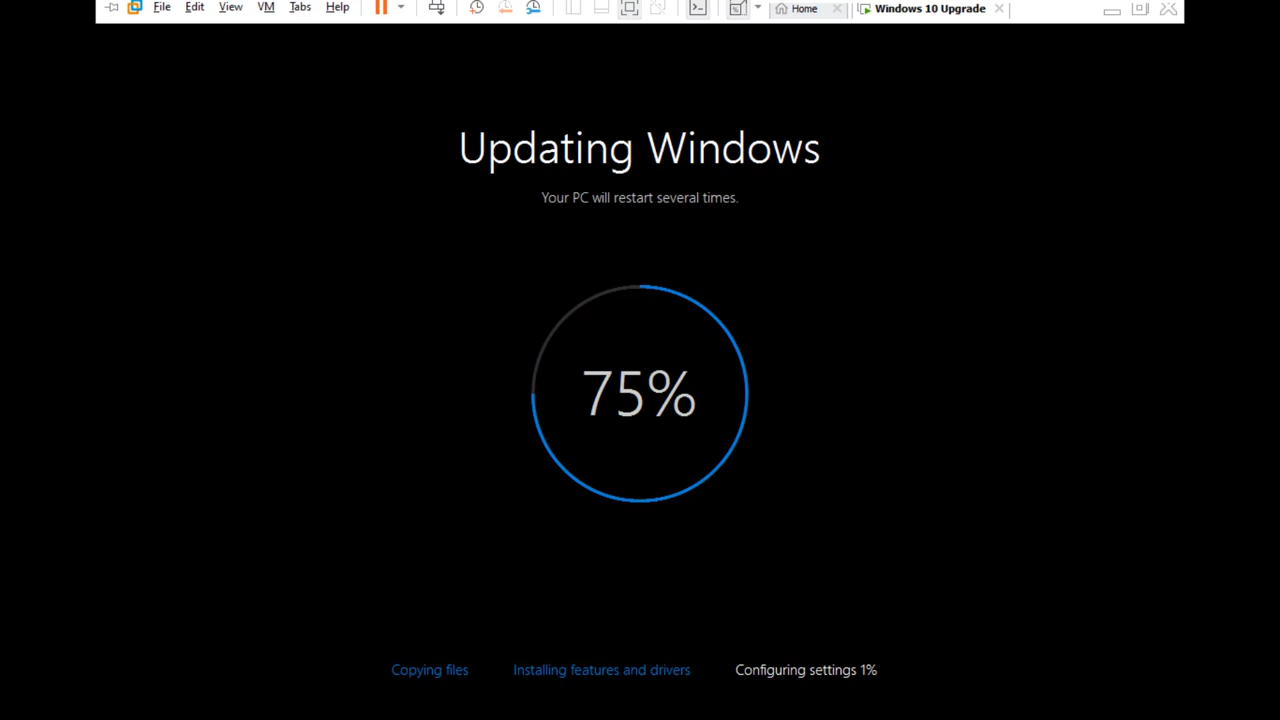 File Edit View VM Tabs Help Home Windows 10 Upgrade
Updating Windows
Your PC will restart several times.
75%
Copying files Installing features and drivers Configuring settings 1%